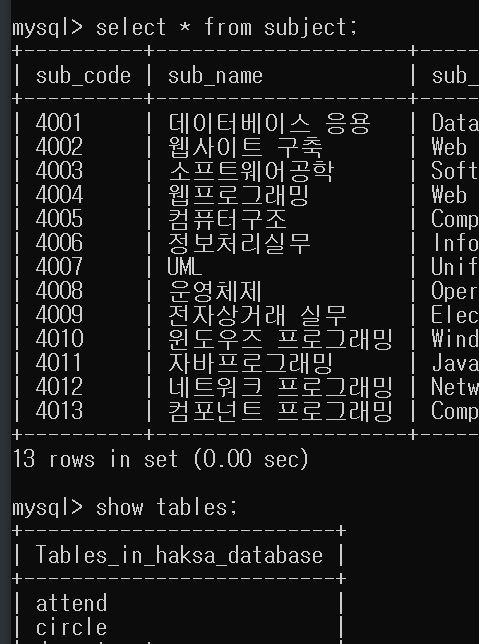 mysql> select * from subject;
+----------+---------------------+-----
| sub_code | sub_name | sub_
+----------+---------------------+-----
| 4001 | 데이터베이스 응용 | Data
| 4002 | 웹사이트 구축 | Web
| 4003 | 소프트웨어공학 | Soft
| 4004 | 웹프로그래밍 | Web
| 4005 | 컴퓨터구조 | Comp
| 4006 | 정보처리실무 | Info
| 4007 | UML | Unif
| 4008 | 운영체제 | Oper
| 4009 | 전자상거래 실무 | Elec
| 4010 | 윈도우즈 프로그래밍 | Wind
| 4011 | 자바프로그래밍 | Java
| 4012 | 네트워크 프로그래밍 | Netw
| 4013 | 컴포넌트 프로그래밍 | Comp
+----------+---------------------+-----
13 rows in set (0.00 sec)
mysql> show tables;
+--------------------------+
| Tables_in_haksa_database |
+--------------------------+
| attend |
| circle |